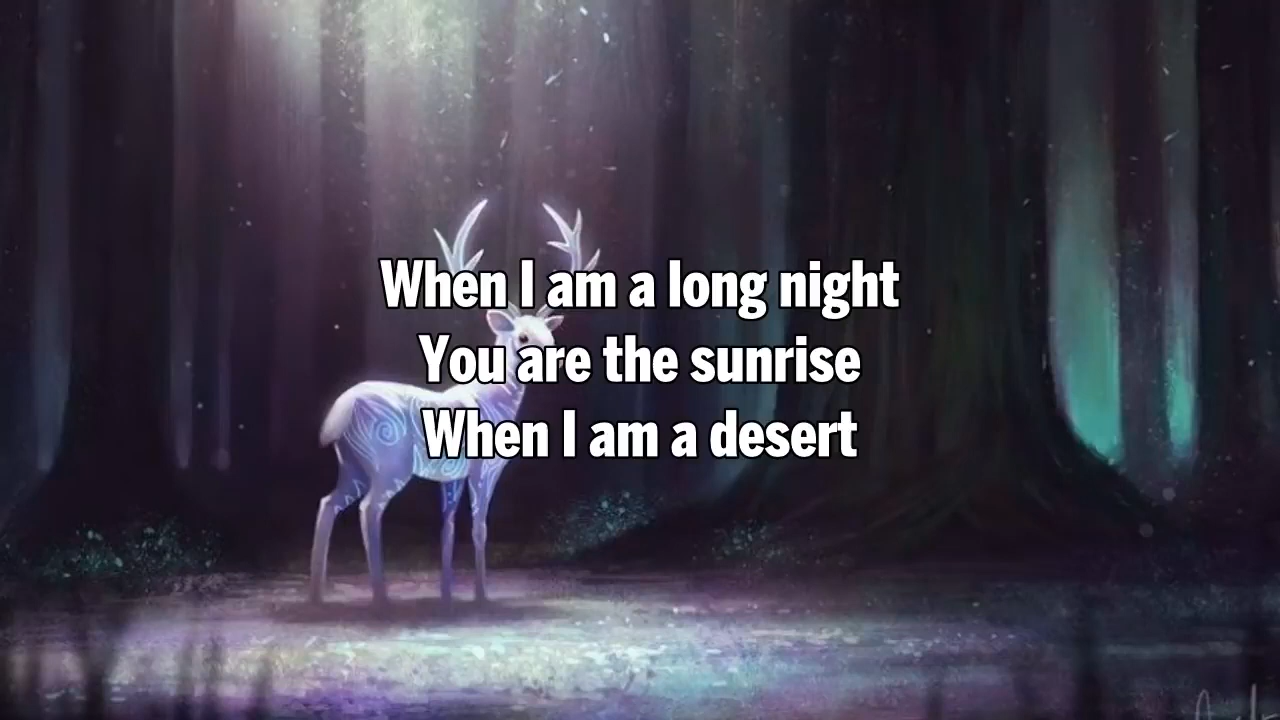 When I am a long night
You are the sunrise
When I am a desert